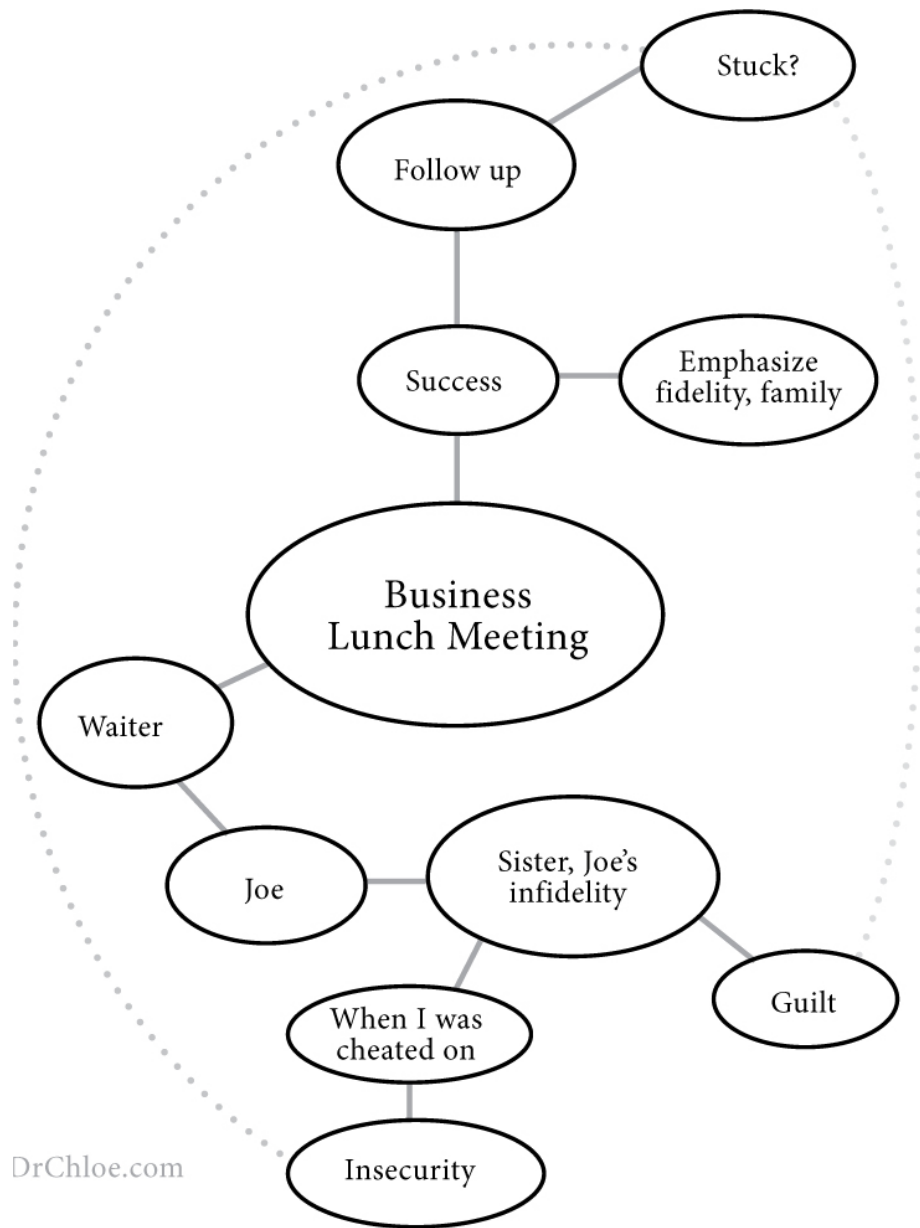 Stuck?
Follow up
Success
Emphasize
fidelity, family
Business
Lunch Meeting
Waiter
Joe
Sister, Joe’s
infidelity
Guilt
When I was
cheated on
Insecurity
DrChloe.com